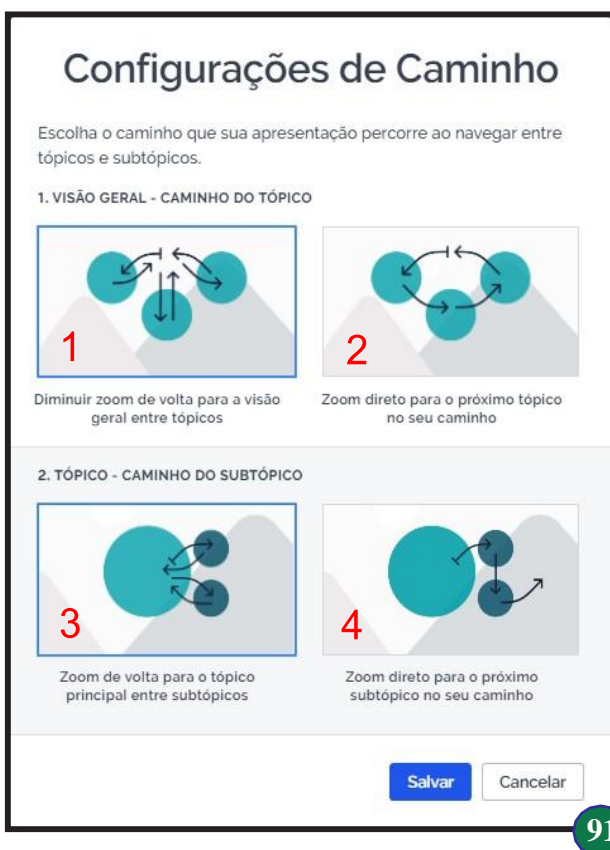 Configurações de Caminho
Escolha o caminho que sua apresentação percorre ao navegar entre
tópicos e subtópicos.
1. VISÃO GERAL - CAMINHO DO TÓPICO
1
2
Diminuir zoom de volta para a visão
geral entre tópicos
Zoom direto para o próximo tópico
no seu caminho
2. TÓPICO - CAMINHO DO SUBTÓPICO
3
4
Zoom de volta para o tópico
principal entre subtópicos
Zoom direto para o próximo
subtópico no seu caminho
Salvar
Cancelar
91